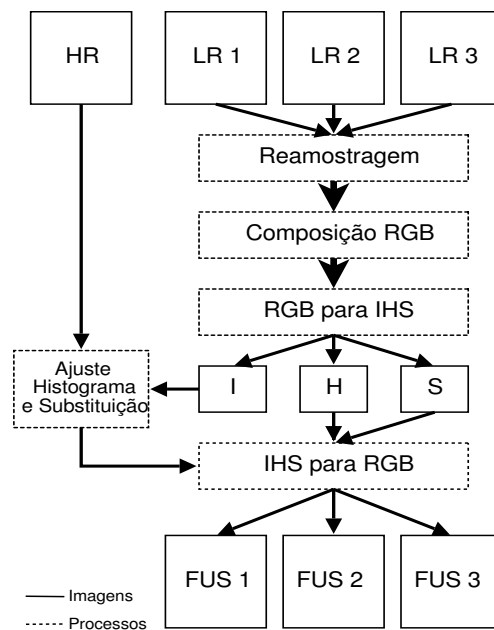 HR
LR 1
LR 2
LR 3
Reamostragem
Composição RGB
RGB para IHS
Ajuste
Histograma
e Substituição
I
H
S
IHS para RGB
FUS 1
FUS 2
FUS 3
Imagens
Processos